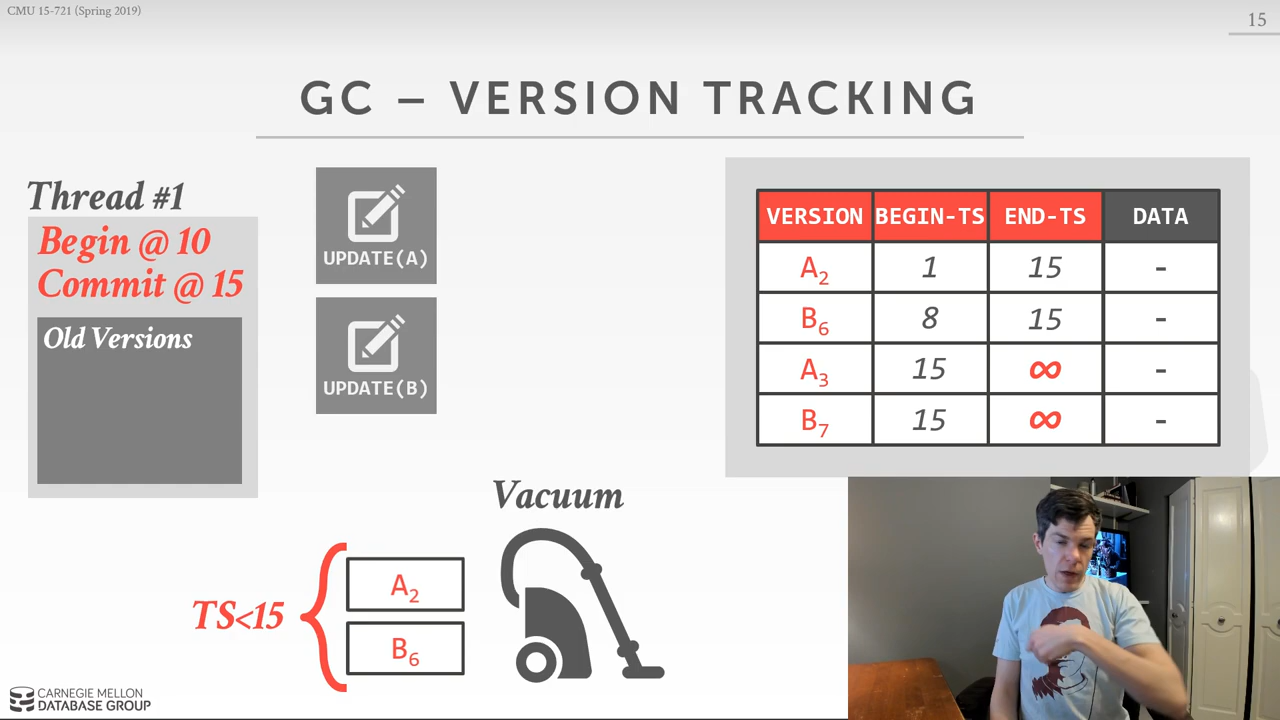 CMU 15-721 (Spring 2019)
15
GC – VERSION TRACKING
Thread #1
Begin @ 10
Commit @ 15
Old Versions
UPDATE(A)
UPDATE(B)
VERSION BEGIN-TS END-TS DATA
A2 1 15 -
B6 8 15 -
A3 15 ∞ -
B7 15 ∞ -
Vacuum
TS<15
A2
B6
CARNEGIE MELLON
DATABASE GROUP